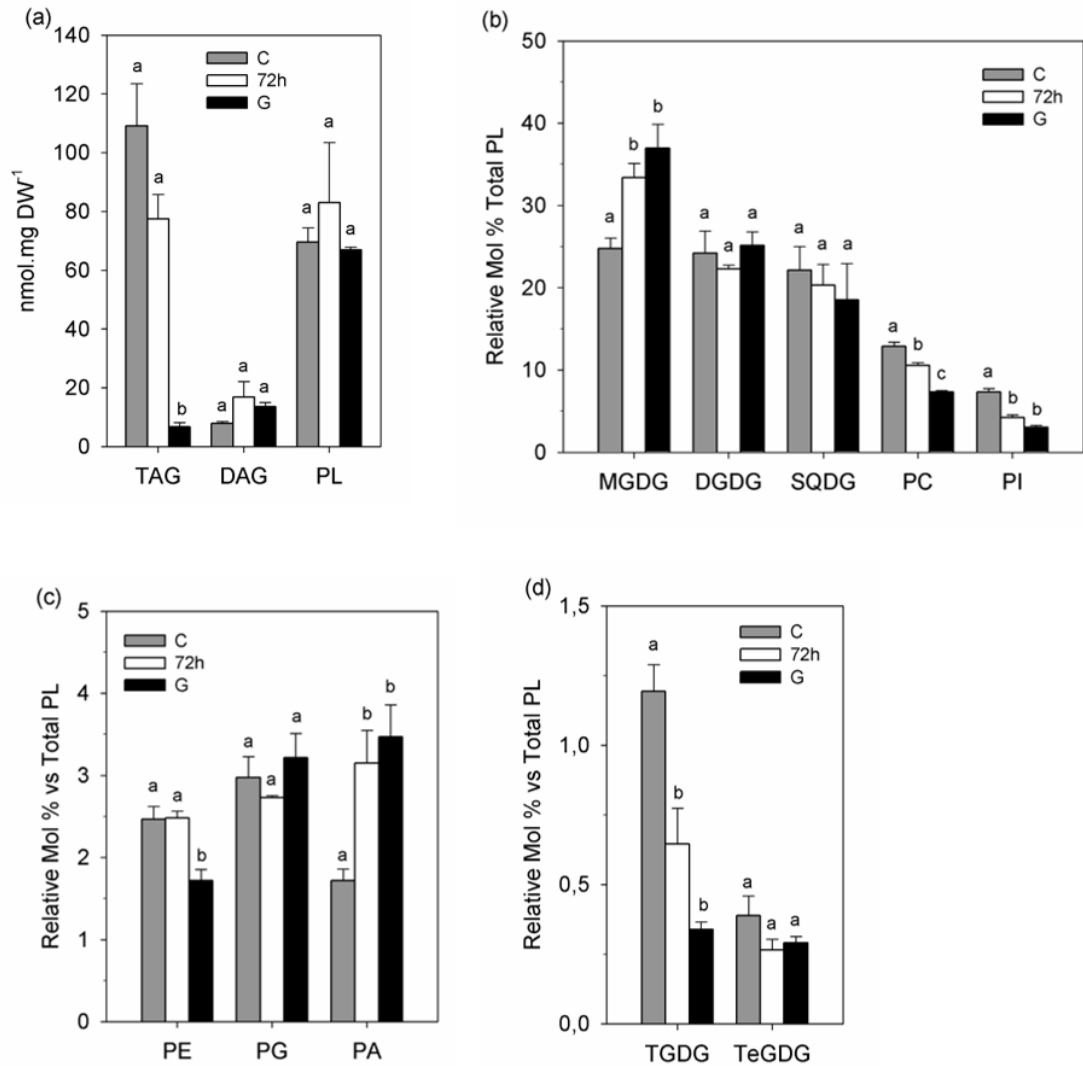 (a)
140
120
100
80
60
40
20
0
nmol.mg DW⁻¹
C
72h
G
a
a
b
a
a
a
a
a
a
TAG DAG PL
(b)
50
40
30
20
10
0
Relative Mol % Total PL
C
72h
G
a b b
a a a
a a a
a b c
a b b
MGDG DGDG SQDG PC PI
(c)
5
4
3
2
1
0
Relative Mol % vs Total PL
C
72h
G
a a b
a a a
a b b
PE PG PA
(d)
1,5
1,0
0,5
0,0
Relative Mol % vs Total PL
C
72h
G
a b b
a a a
TGDG TeGDG